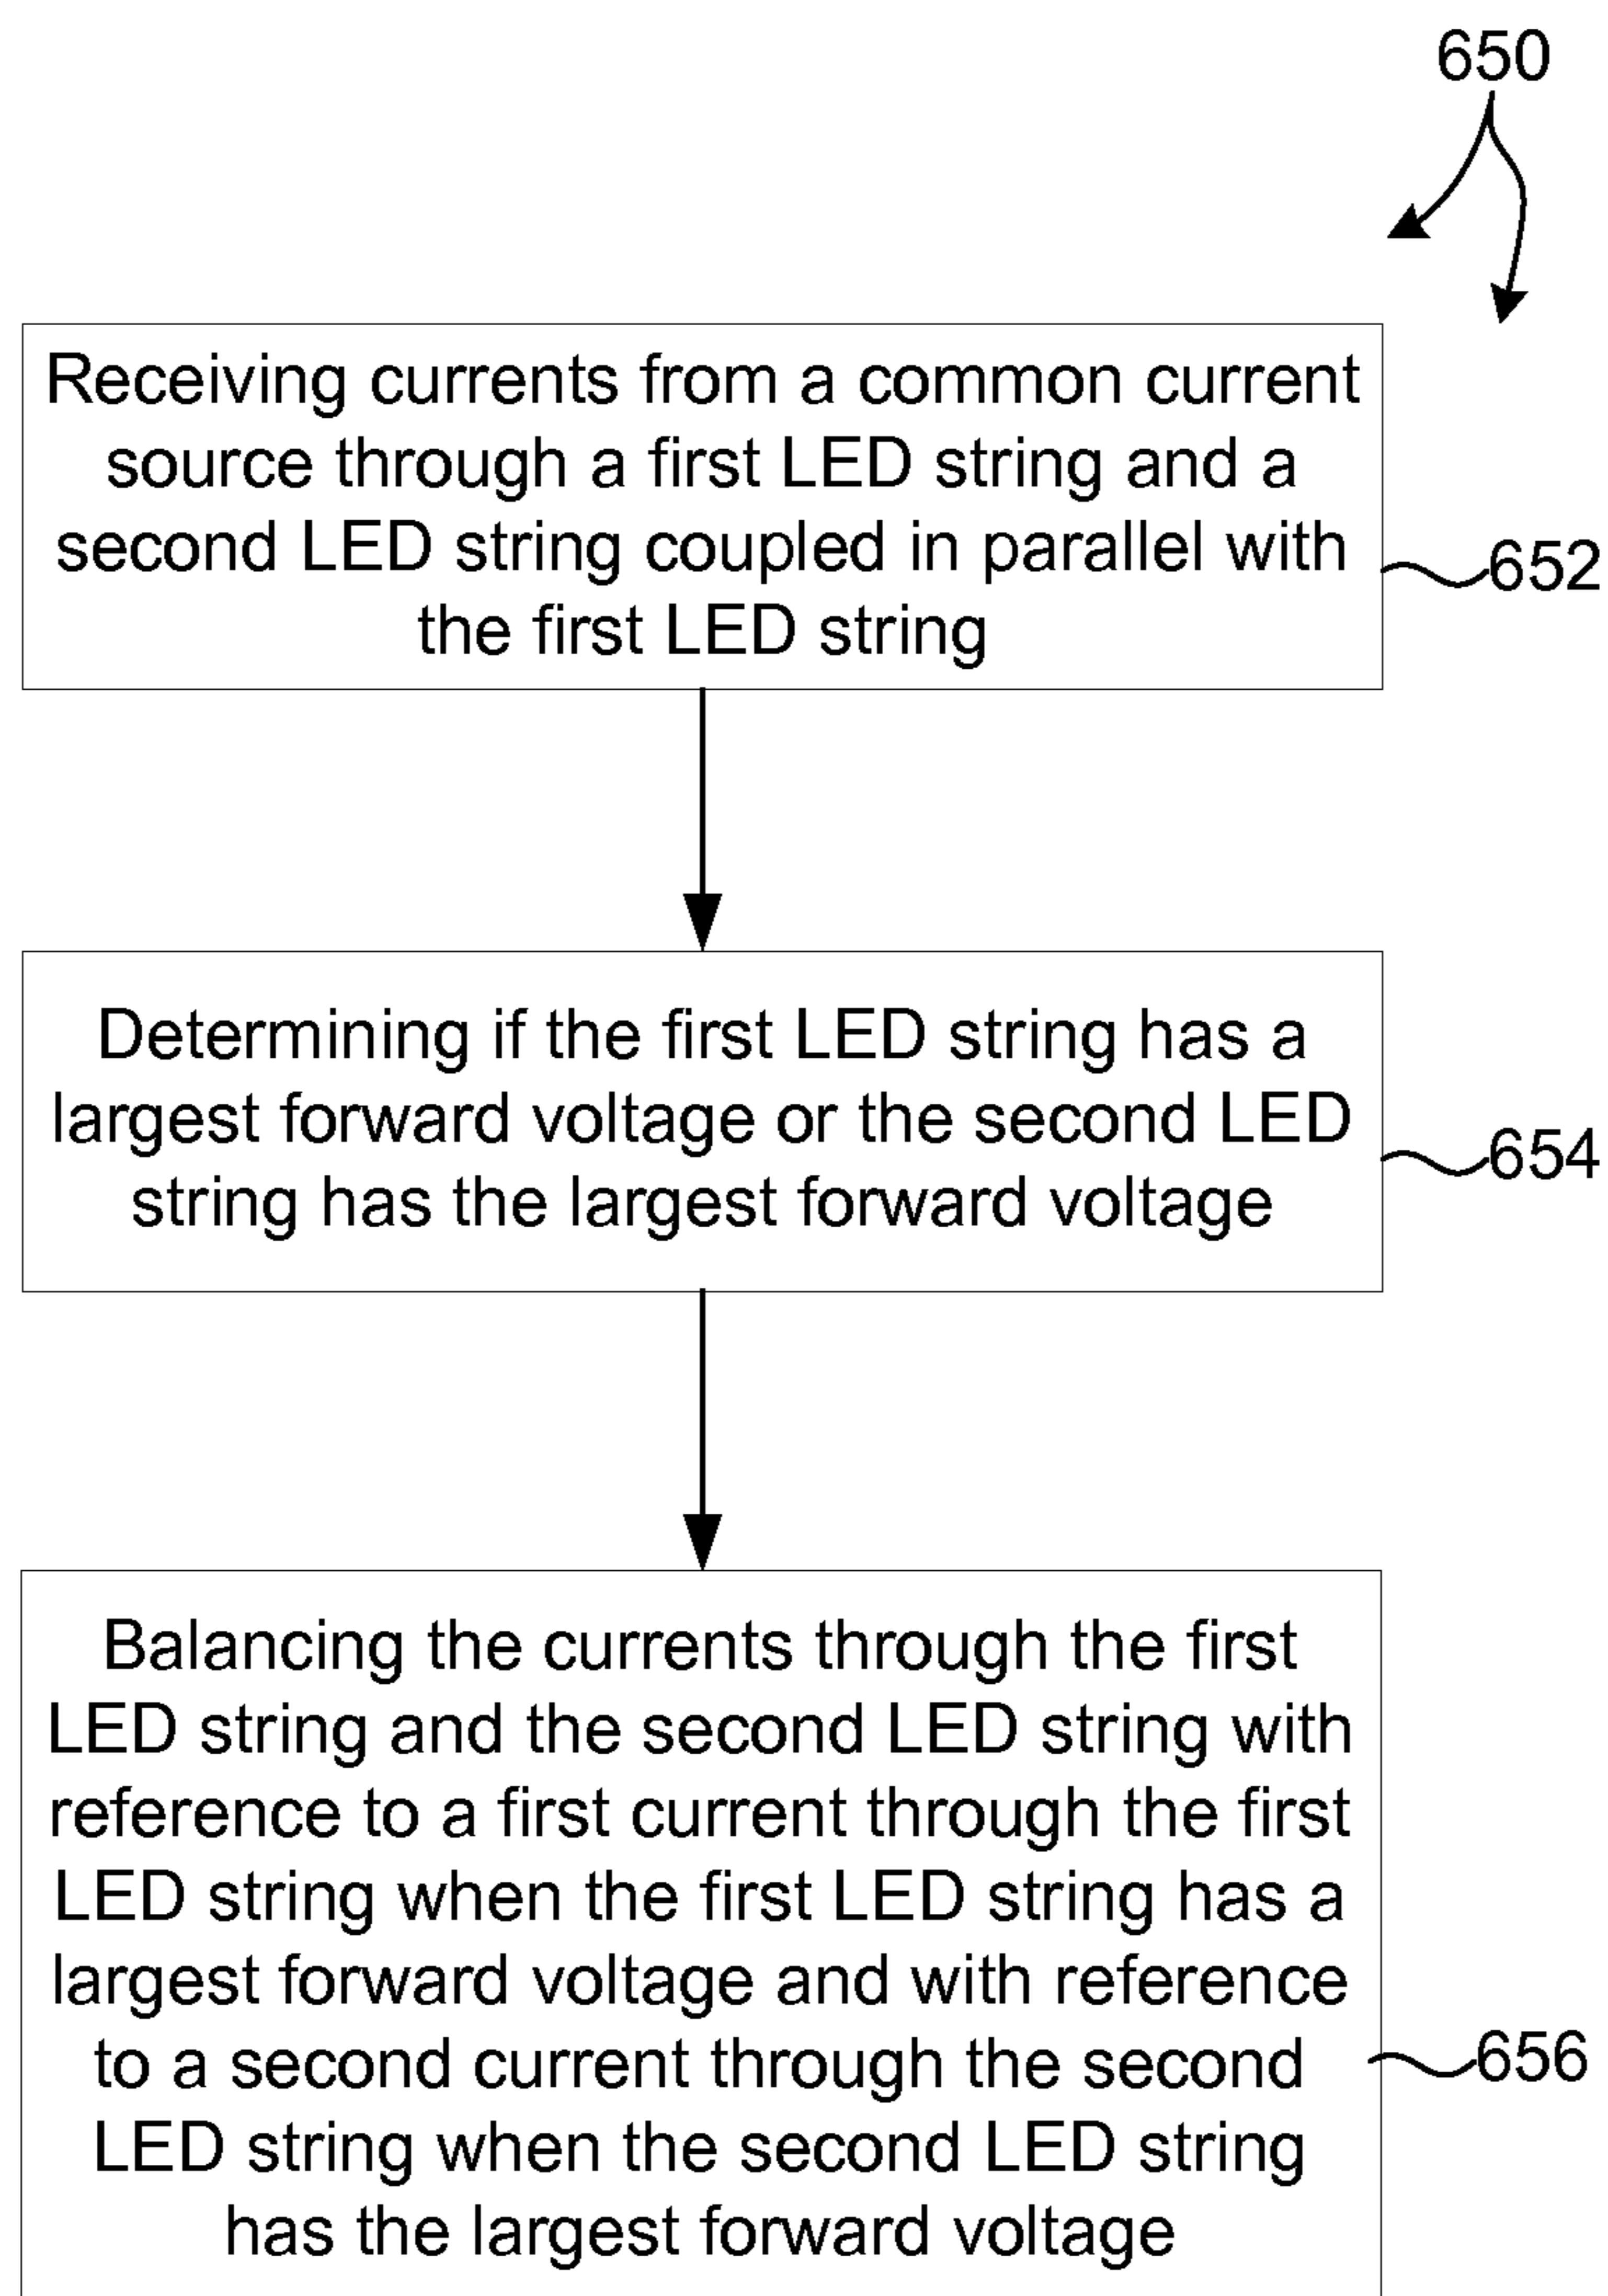 650
Receiving currents from a common current
source through a first LED string and a
second LED string coupled in parallel with
the first LED string
652
Determining if the first LED string has a
largest forward voltage or the second LED
string has the largest forward voltage
654
Balancing the currents through the first
LED string and the second LED string with
reference to a first current through the first
LED string when the first LED string has a
largest forward voltage and with reference
to a second current through the second
LED string when the second LED string
has the largest forward voltage
656